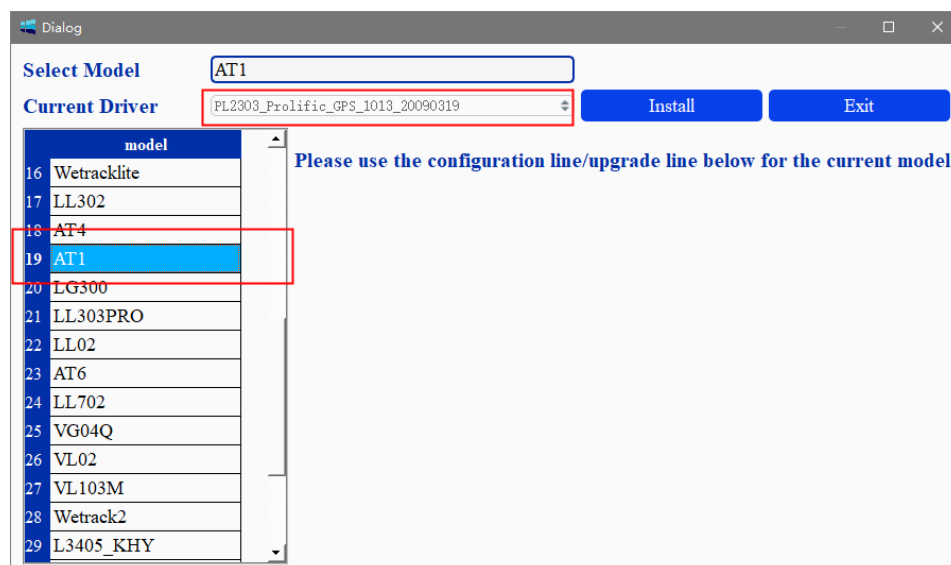 Dialog
Select Model AT1
Current Driver PL2303_Prolific_GPS_1013_20090319 Install Exit
model
Please use the configuration line/upgrade line below for the current model
16 Wetracklite
17 LL302
18 AT4
19 AT1
20 LG300
21 LL303PRO
22 LL02
23 AT6
24 LL702
25 VG04Q
26 VL02
27 VL103M
28 Wetrack2
29 L3405_KHY